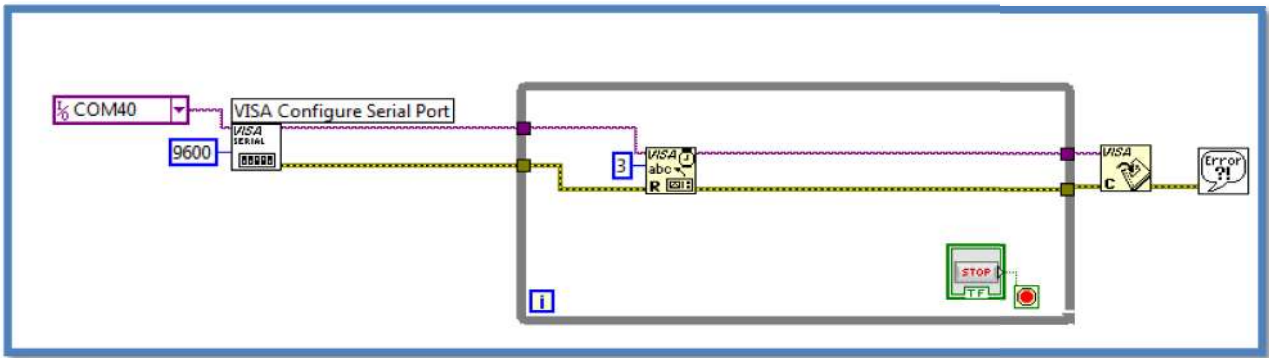 I/O COM40
VISA Configure Serial Port
VISA
SERIAL
9600
3
VISA
abc
R
VISA
C
Error
?!
STOP
TF
i